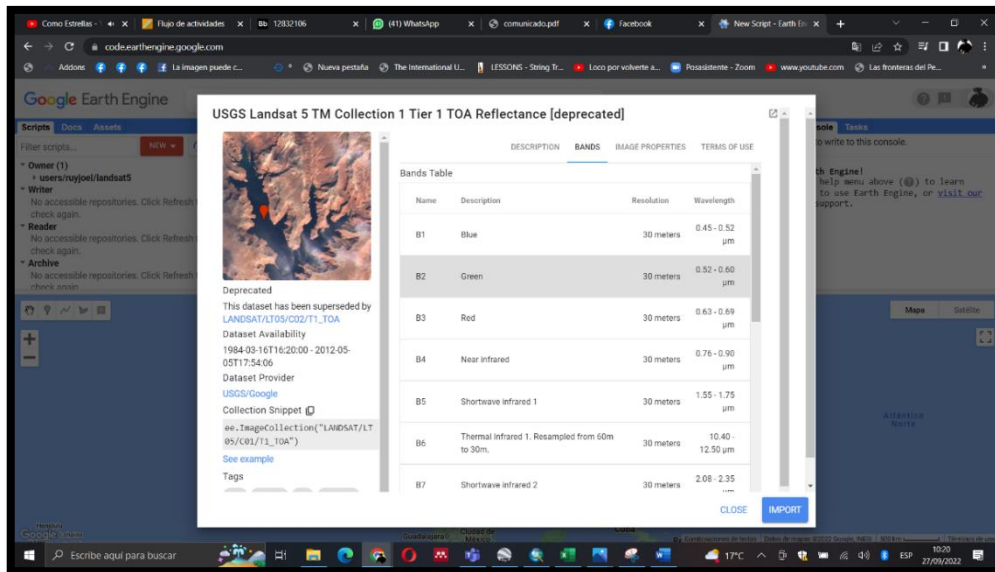 Como Estrellas - 
Flujo de actividades
Bb 12832106
(41) WhatsApp
comunicado.pdf
Facebook
New Script - Earth En
code.earthengine.google.com
Addons
La imagen puede c...
Nueva pestaña
The International U...
LESSONS - String Tr...
Loco por volverte a...
Posasistente - Zoom
www.youtube.com
Las fronteras del Pe...
Google Earth Engine
Scripts Docs Assets
Filter scripts...
NEW
Owner (1)
users/ruyjoel/landsat5
Writer
No accessible repositories. Click Refresh
check again.
Reader
No accessible repositories. Click Refresh
check again.
Archive
No accessible repositories. Click Refresh
check again
USGS Landsat 5 TM Collection 1 Tier 1 TOA Reflectance [deprecated]
Deprecated
This dataset has been superseded by
LANDSAT/LT05/C02/T1_TOA
Dataset Availability
1984-03-16T16:20:00 - 2012-05-
05T17:54:06
Dataset Provider
USGS/Google
Collection Snippet
ee.ImageCollection("LANDSAT/LT
05/C01/T1_TOA")
See example
Tags
DESCRIPTION BANDS IMAGE PROPERTIES TERMS OF USE
Bands Table
Name Description Resolution Wavelength
B1 Blue 30 meters 0.45 - 0.52
µm
B2 Green 30 meters 0.52 - 0.60
µm
B3 Red 30 meters 0.63 - 0.69
µm
B4 Near infrared 30 meters 0.76 - 0.90
µm
B5 Shortwave infrared 1 30 meters 1.55 - 1.75
µm
B6 Thermal Infrared 1. Resampled from 60m
to 30m. 30 meters 10.40 -
12.50 µm
B7 Shortwave infrared 2 30 meters 2.08 - 2.35
µm
CLOSE IMPORT
sole Tasks
to write to this console.
th Engine!
help menu above ( ) to learn
to use Earth Engine, or visit our
support.
Mapa Satélite
Atlántico
Norte
Honolulu
Google
Guadalajara
Ciudad de
México
Cuba
Escribe aquí para buscar
17°C
ESP
10:20
27/09/2022